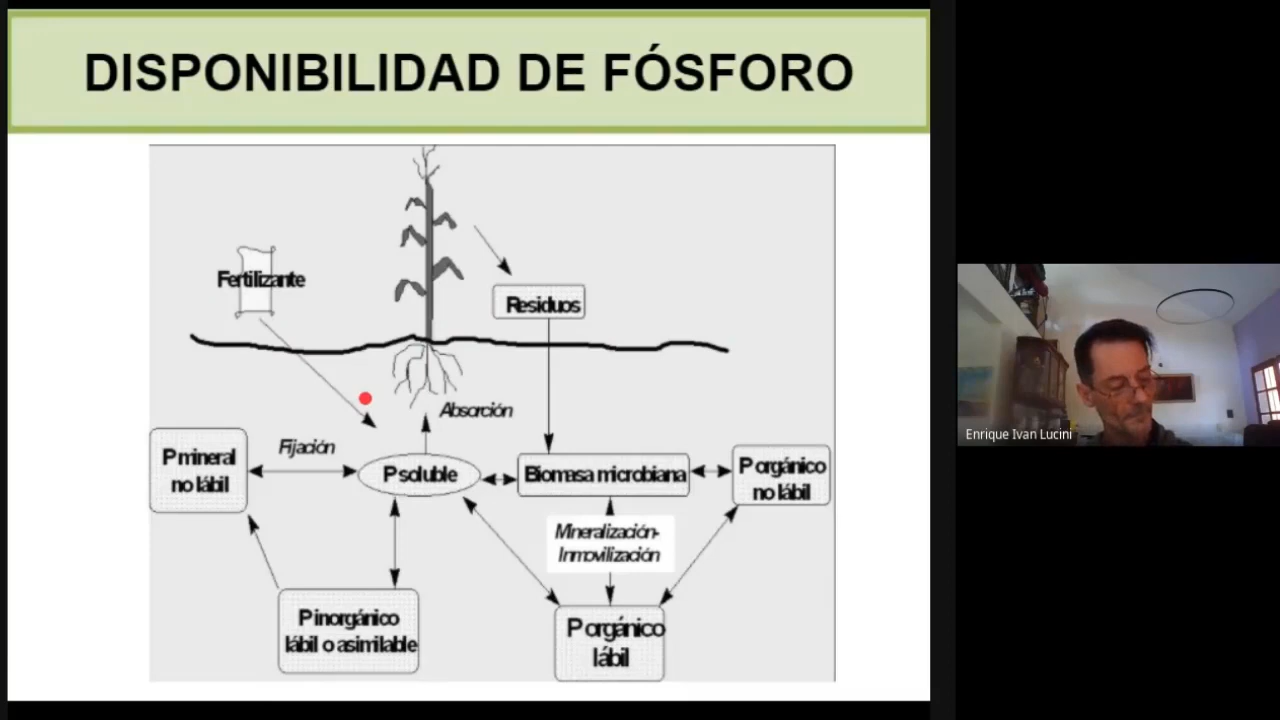 DISPONIBILIDAD DE FÓSFORO
Fertilizante
Residuos
Absorción
Fijación
P mineral
no lábil
P soluble
Biomasa microbiana
P orgánico
no lábil
Mineralización-
Inmovilización
P inorgánico
lábil o asimilable
P orgánico
lábil
Enrique Ivan Lucini